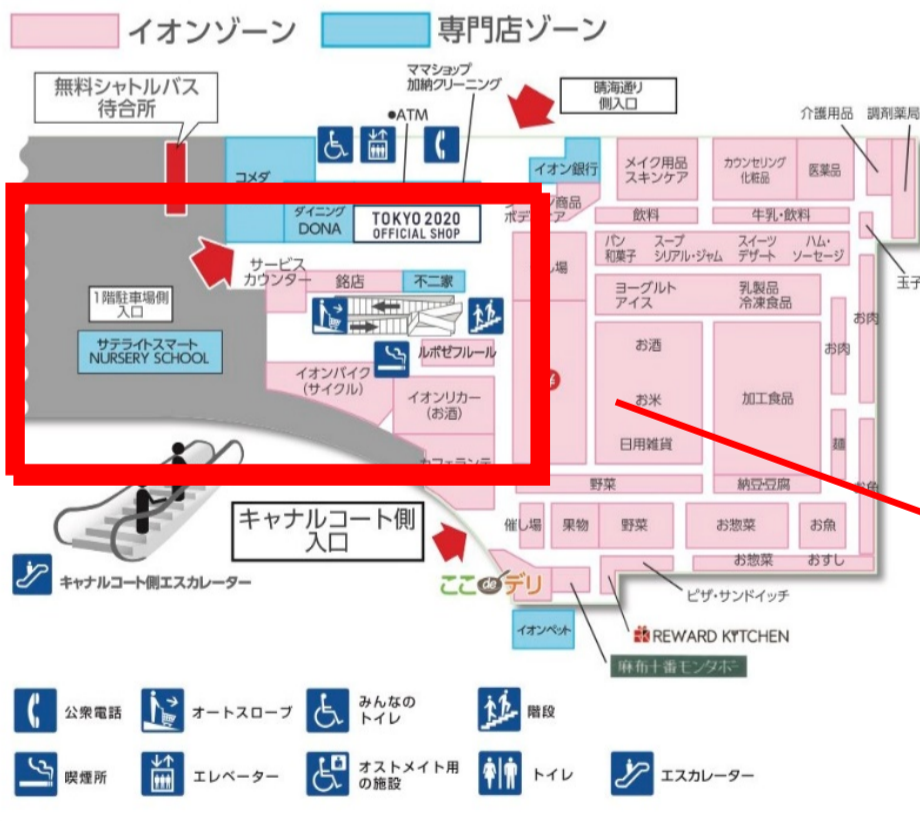 イオンゾーン
専門店ゾーン
無料シャトルバス
待合所
ママショップ
加納クリーニング
晴海通り
側入口
●ATM
介護用品
調剤薬局
コメダ
イオン銀行
メイク用品
スキンケア
カウンセリング
化粧品
医薬品
ダイニング
DONA
TOKYO 2020
OFFICIAL SHOP
商品
飲料
牛乳・飲料
サービス
カウンター
銘店
不二家
場
パン
和菓子
スープ
シリアル・ジャム
スイーツ
デザート
ハム・
ソーセージ
玉子
1階駐車場側
入口
ヨーグルト
アイス
乳製品
冷凍食品
お肉
サテライトスマート
NURSERY SCHOOL
ルポゼフルール
お酒
お肉
イオンバイク
(サイクル)
イオンリカー
(お酒)
お米
加工食品
日用雑貨
麺
カフェランテ
野菜
納豆・豆腐
お魚
キャナルコート側
入口
催し場
果物
野菜
お惣菜
お魚
お惣菜
おすし
キャナルコート側エスカレーター
ここdeデリ
ピザ・サンドイッチ
イオンペット
REWARD KYTCHEN
麻布十番モンタボー
公衆電話
オートスロープ
みんなの
トイレ
階段
喫煙所
エレベーター
オストメイト用
の施設
トイレ
エスカレーター